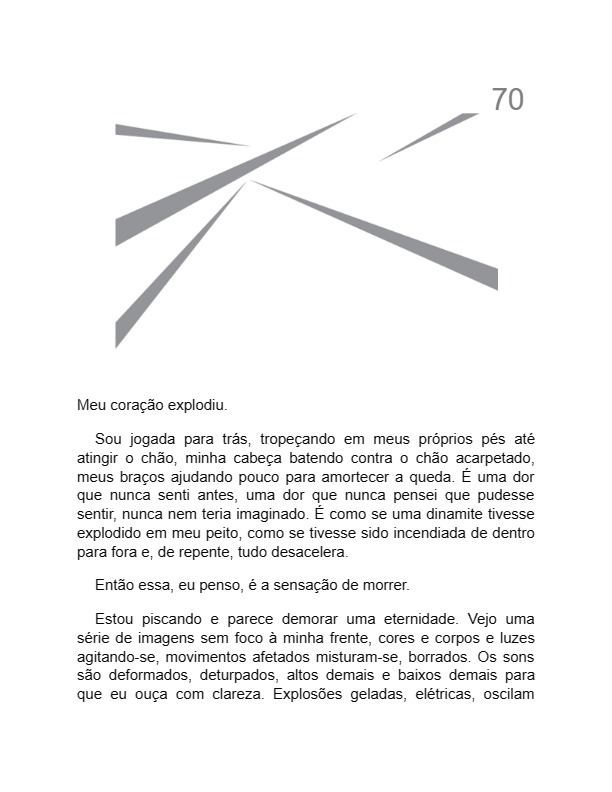 70
Meu coração explodiu.
Sou jogada para trás, tropeçando em meus próprios pés até
atingir o chão, minha cabeça batendo contra o chão acarpetado,
meus braços ajudando pouco para amortecer a queda. É uma dor
que nunca senti antes, uma dor que nunca pensei que pudesse
sentir, nunca nem teria imaginado. É como se uma dinamite tivesse
explodido em meu peito, como se tivesse sido incendiada de dentro
para fora e, de repente, tudo desacelera.
Então essa, eu penso, é a sensação de morrer.
Estou piscando e parece demorar uma eternidade. Vejo uma
série de imagens sem foco à minha frente, cores e corpos e luzes
agitando-se, movimentos afetados misturam-se, borrados. Os sons
são deformados, deturpados, altos demais e baixos demais para
que eu ouça com clareza. Explosões geladas, elétricas, oscilam